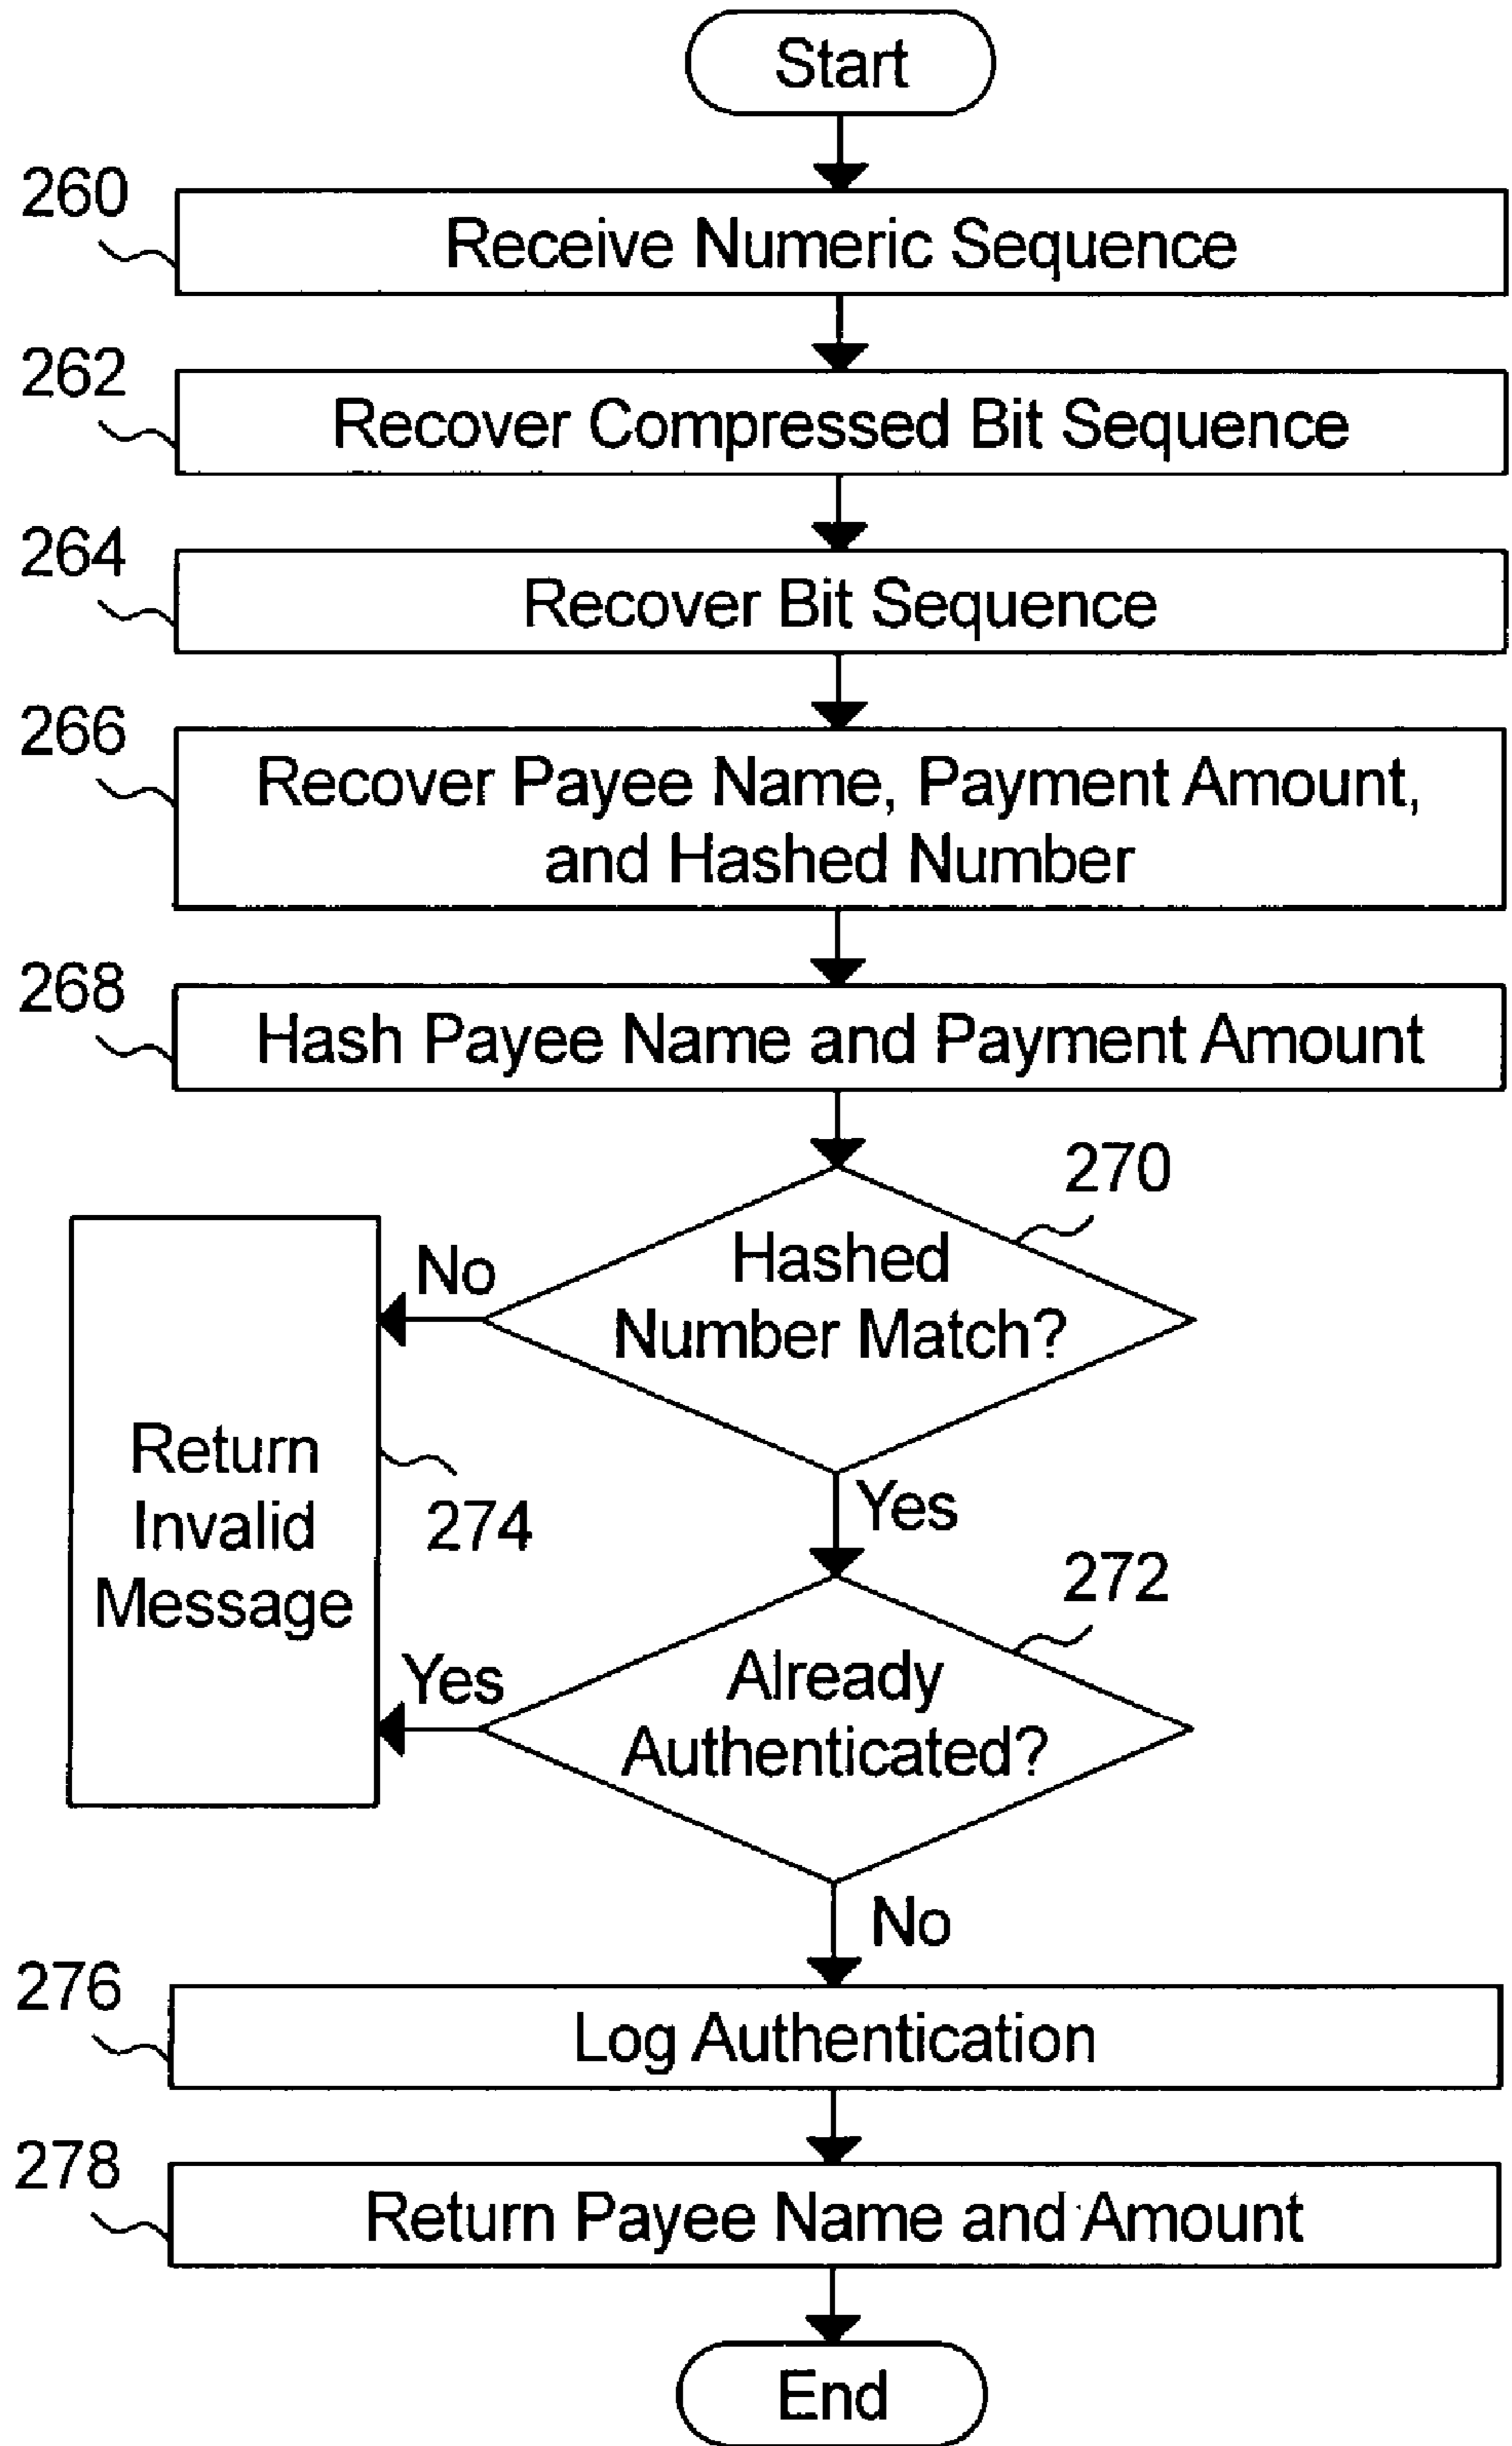 Start
260
Receive Numeric Sequence
262
Recover Compressed Bit Sequence
264
Recover Bit Sequence
266
Recover Payee Name, Payment Amount,
and Hashed Number
268
Hash Payee Name and Payment Amount
270
Hashed
Number Match?
No
Yes
Return
Invalid
Message
274
272
Already
Authenticated?
Yes
No
276
Log Authentication
278
Return Payee Name and Amount
End